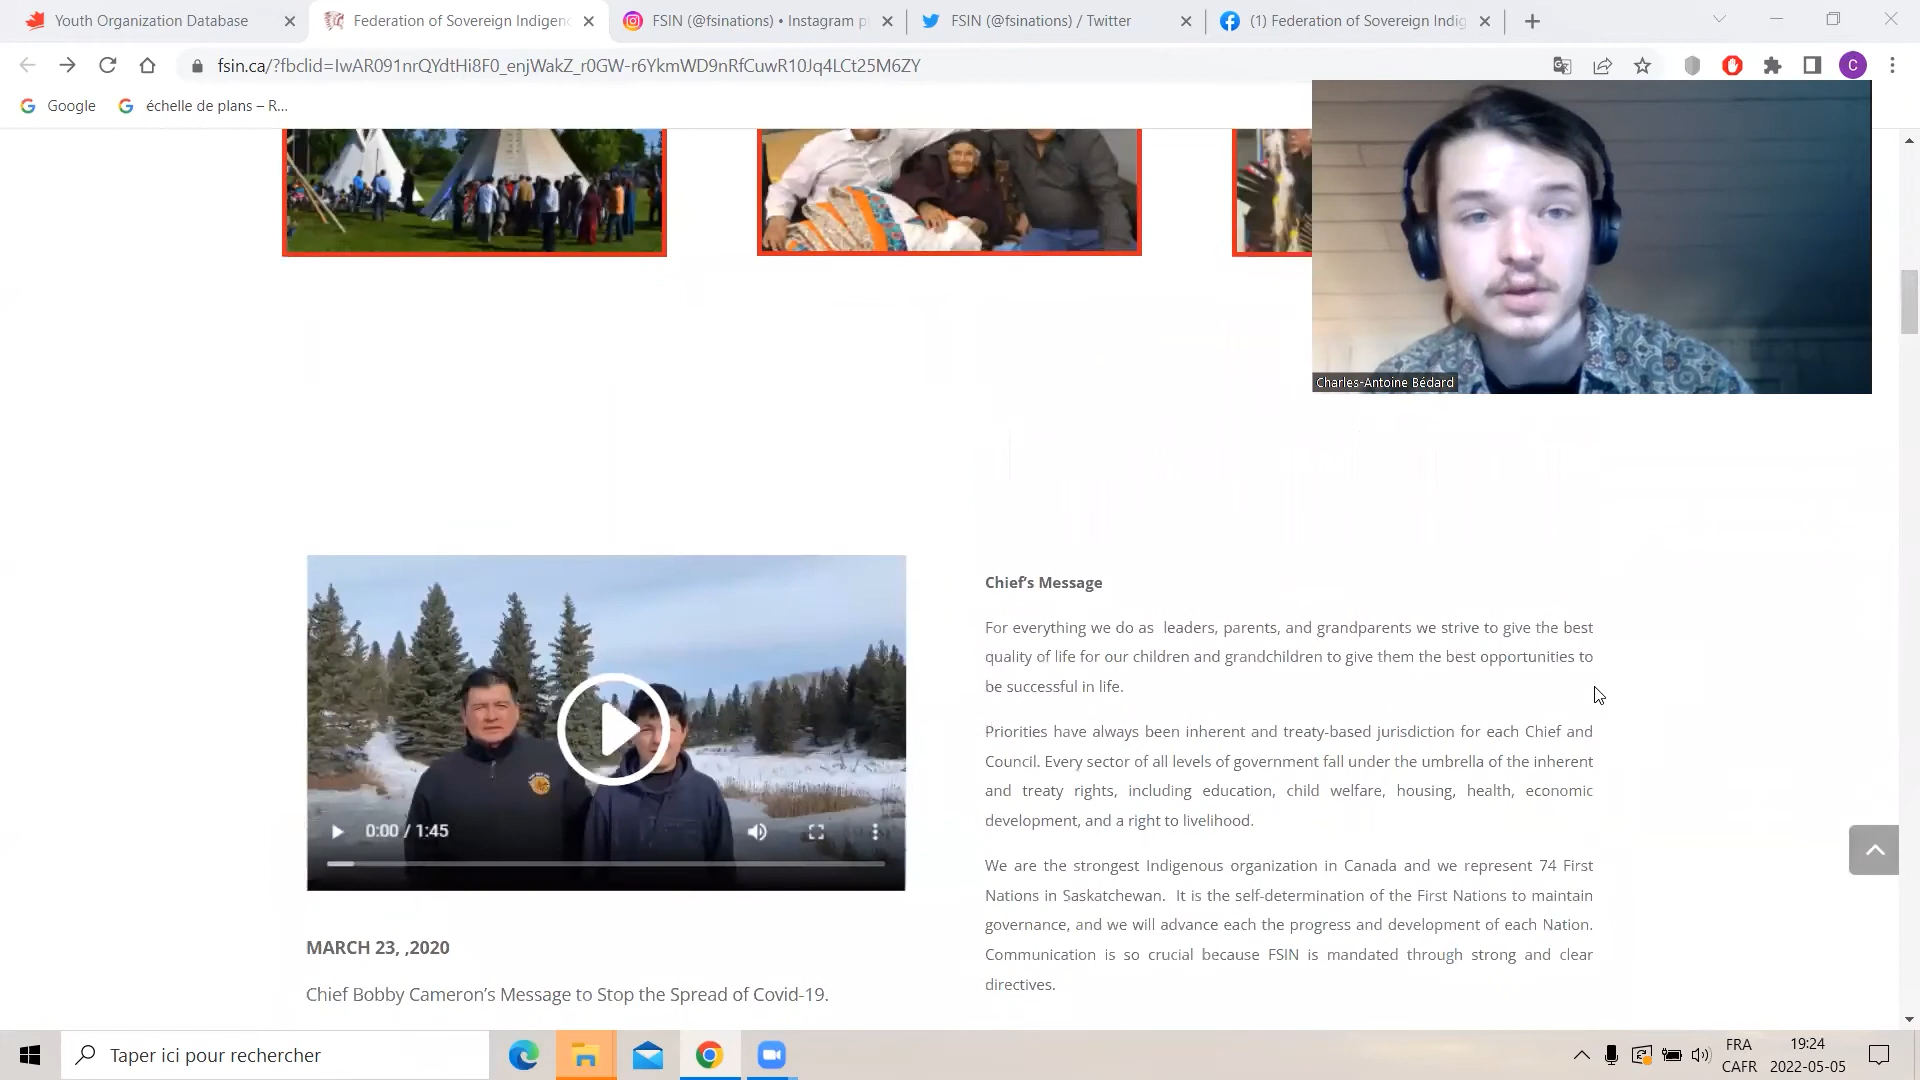 Youth Organization Database
Federation of Sovereign Indigen
FSIN (@fsinations) • Instagram p
FSIN (@fsinations) / Twitter
(1) Federation of Sovereign Indig
fsin.ca/?fbclid=IwAR091nrQYdtHi8F0_enjWakZ_r0GW-r6YkmWD9nRfCuwR10Jq4LCt25M6ZY
C
Google
échelle de plans – R...
Charles-Antoine Bédard
Chief's Message
For everything we do as leaders, parents, and grandparents we strive to give the best
quality of life for our children and grandchildren to give them the best opportunities to
be successful in life.
Priorities have always been inherent and treaty-based jurisdiction for each Chief and
Council. Every sector of all levels of government fall under the umbrella of the inherent
and treaty rights, including education, child welfare, housing, health, economic
development, and a right to livelihood.
We are the strongest Indigenous organization in Canada and we represent 74 First
Nations in Saskatchewan. It is the self-determination of the First Nations to maintain
governance, and we will advance each the progress and development of each Nation.
Communication is so crucial because FSIN is mandated through strong and clear
directives.
0:00 / 1:45
MARCH 23, ,2020
Chief Bobby Cameron's Message to Stop the Spread of Covid-19.
Taper ici pour rechercher
FRA
CAFR
19:24
2022-05-05